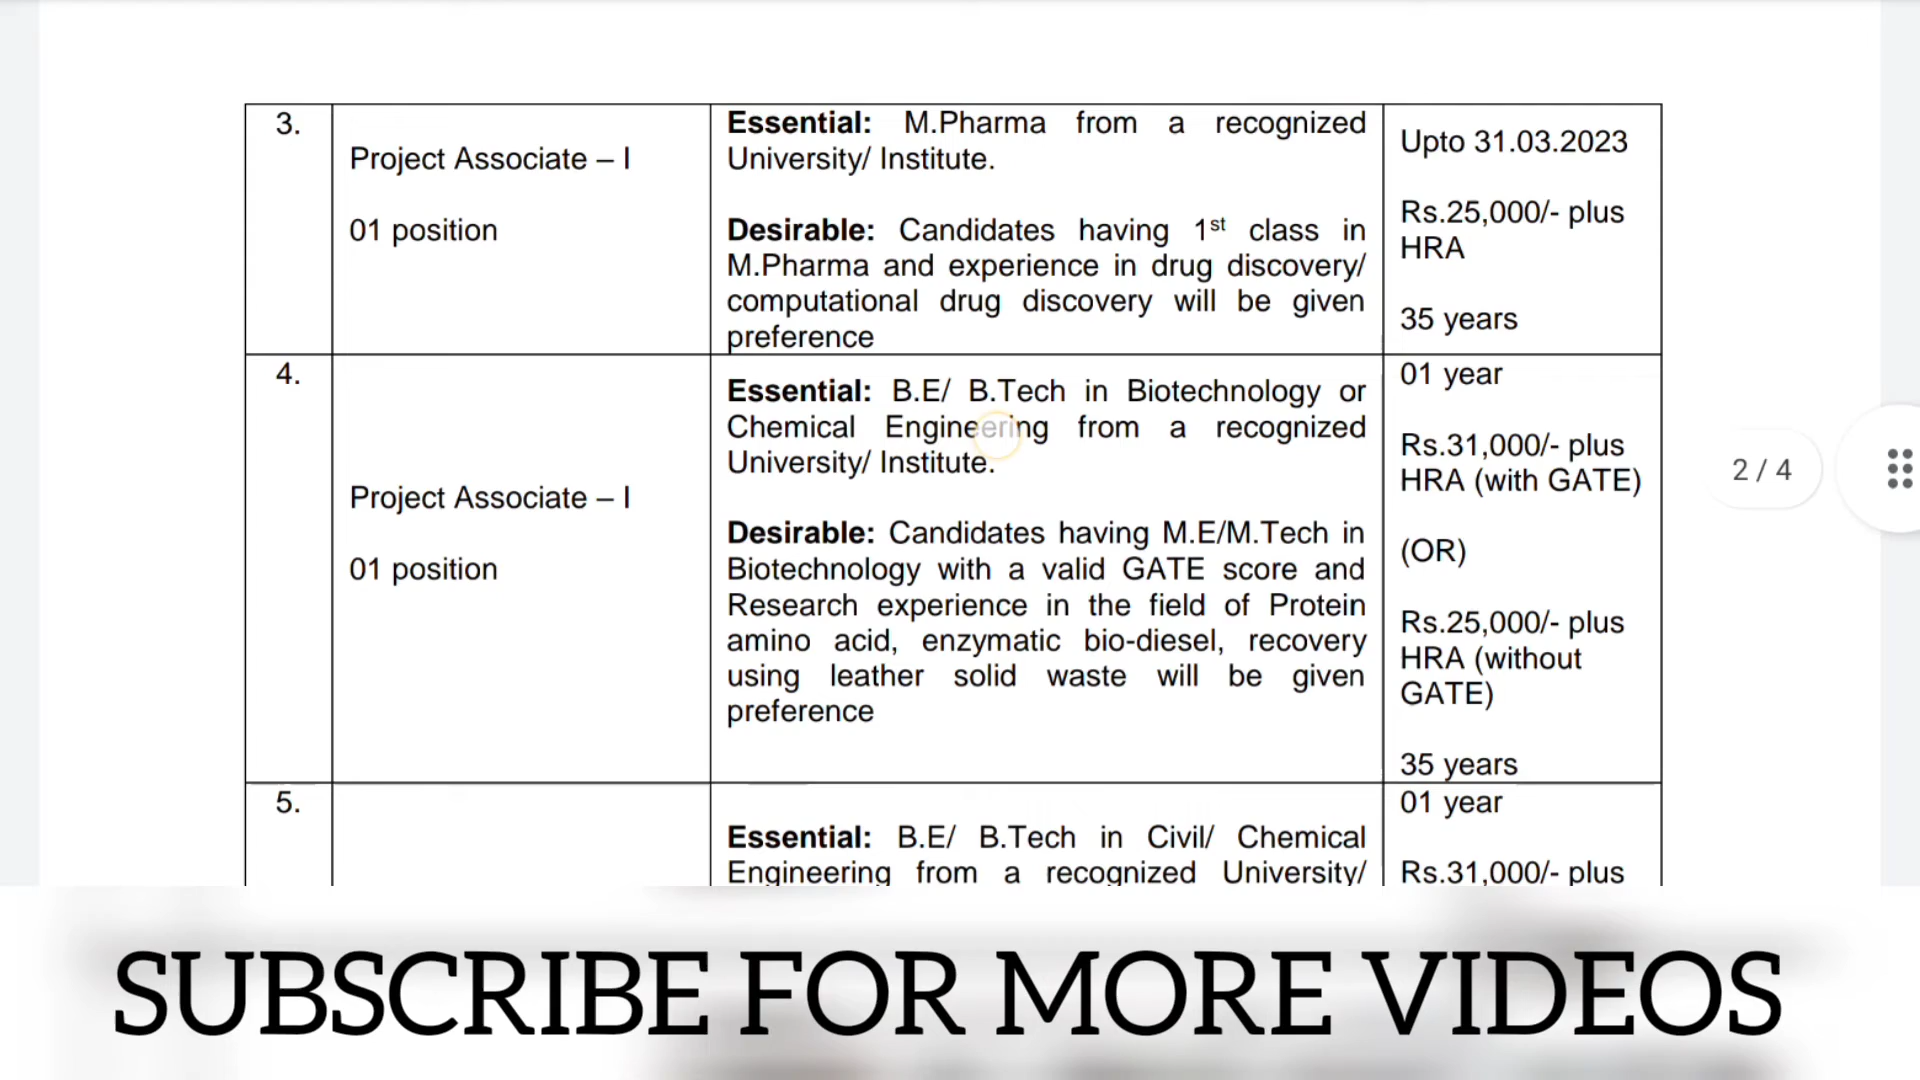 3.
Project Associate – I
01 position
Essential: M.Pharma from a recognized
University/ Institute.
Desirable: Candidates having 1st class in
M.Pharma and experience in drug discovery/
computational drug discovery will be given
preference
Upto 31.03.2023
Rs.25,000/- plus
HRA
35 years
4.
Project Associate – I
01 position
Essential: B.E/ B.Tech in Biotechnology or
Chemical Engineering from a recognized
University/ Institute.
Desirable: Candidates having M.E/M.Tech in
Biotechnology with a valid GATE score and
Research experience in the field of Protein
amino acid, enzymatic bio-diesel, recovery
using leather solid waste will be given
preference
01 year
Rs.31,000/- plus
HRA (with GATE)
(OR)
Rs.25,000/- plus
HRA (without
GATE)
35 years
5.
Essential: B.E/ B.Tech in Civil/ Chemical
Engineering from a recognized University/
01 year
Rs.31,000/- plus
2 / 4
SUBSCRIBE FOR MORE VIDEOS